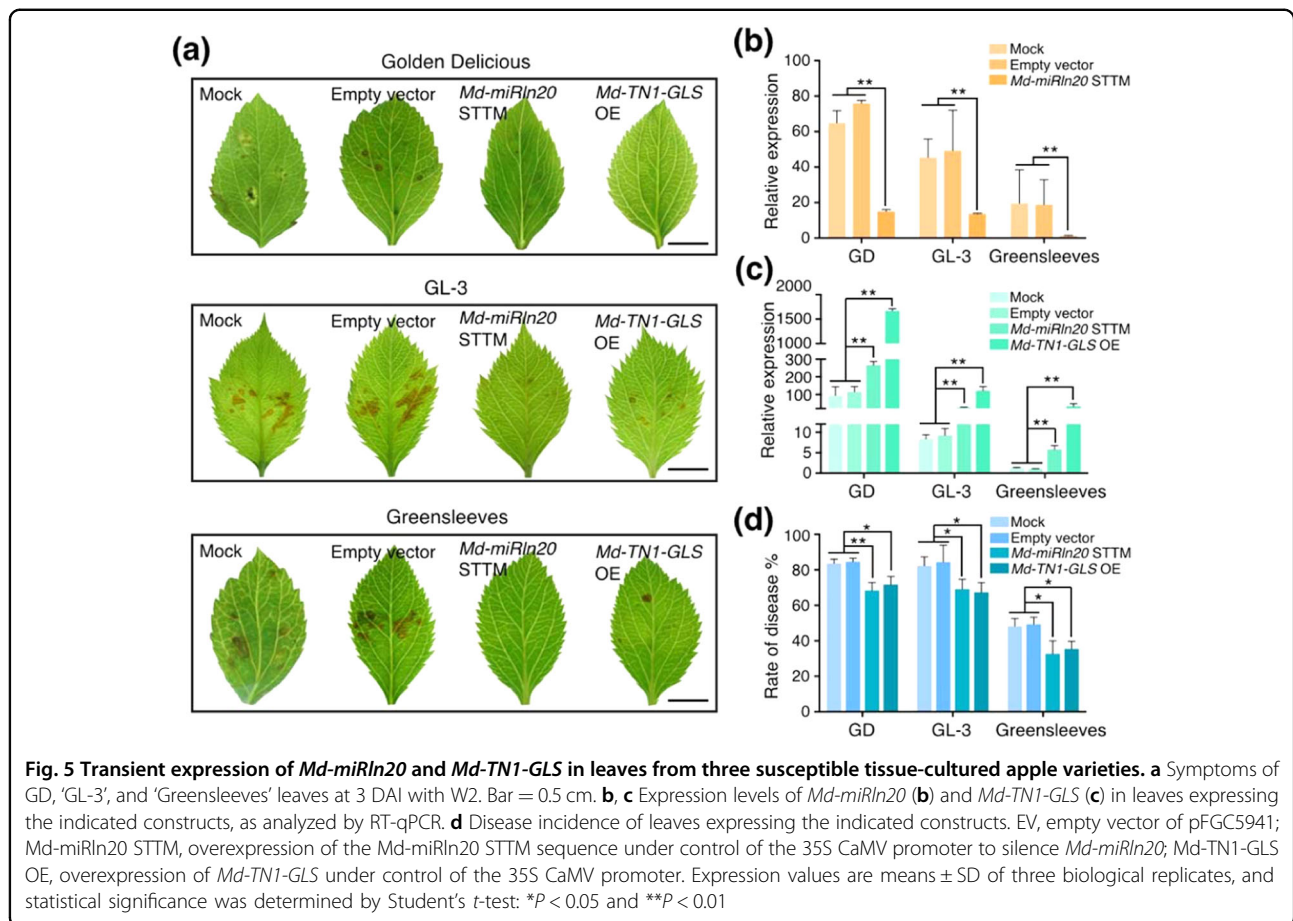 (a)
Golden Delicious
Mock Empty vector Md-miRln20 STTM Md-TN1-GLS OE
GL-3
Mock Empty vector Md-miRln20 STTM Md-TN1-GLS OE
Greensleeves
Mock Empty vector Md-miRln20 STTM Md-TN1-GLS OE
(b)
Mock
Empty vector
Md-miRln20 STTM
Relative expression
100
80
60
40
20
0
** ** **
GD GL-3 Greensleeves
(c)
Mock
Empty vector
Md-miRln20 STTM
Md-TN1-GLS OE
Relative expression
2000
1500
1000
300
200
100
10
5
0
** ** ** ** ** **
GD GL-3 Greensleeves
(d)
Mock
Empty vector
Md-miRln20 STTM
Md-TN1-GLS OE
Rate of disease %
100
80
60
40
20
0
* ** * * * *
GD GL-3 Greensleeves
Fig. 5 Transient expression of Md-miRln20 and Md-TN1-GLS in leaves from three susceptible tissue-cultured apple varieties. a Symptoms of
GD, ‘GL-3’, and ‘Greensleeves’ leaves at 3 DAI with W2. Bar = 0.5 cm. b, c Expression levels of Md-miRln20 (b) and Md-TN1-GLS (c) in leaves expressing
the indicated constructs, as analyzed by RT-qPCR. d Disease incidence of leaves expressing the indicated constructs. EV, empty vector of pFGC5941;
Md-miRln20 STTM, overexpression of the Md-miRln20 STTM sequence under control of the 35S CaMV promoter to silence Md-miRln20; Md-TN1-GLS
OE, overexpression of Md-TN1-GLS under control of the 35S CaMV promoter. Expression values are means ± SD of three biological replicates, and
statistical significance was determined by Student’s t-test: *P < 0.05 and **P < 0.01